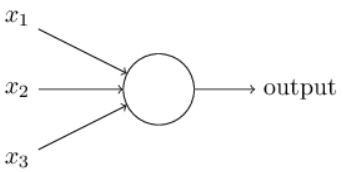 x₁
x₂ output
x₃